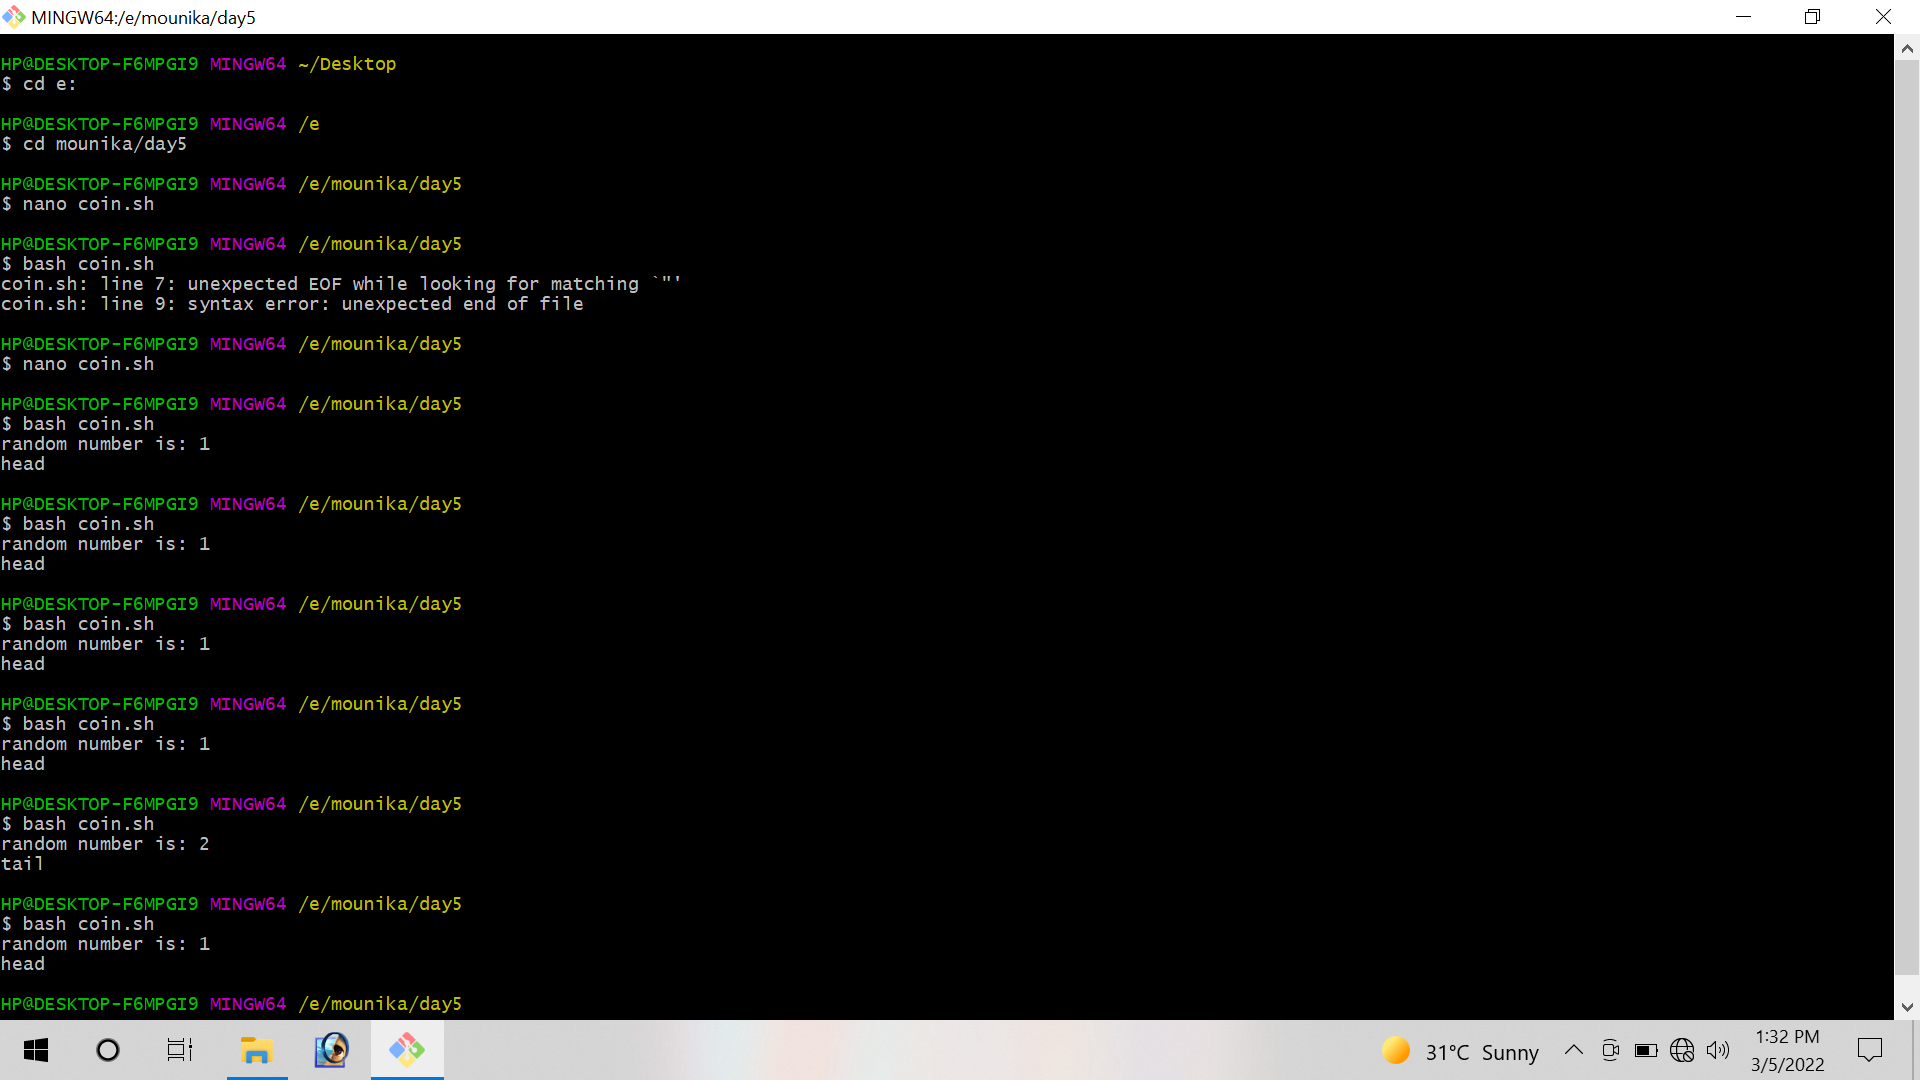 MINGW64:/e/mounika/day5
HP@DESKTOP-F6MPGI9 MINGW64 ~/Desktop
$ cd e:
HP@DESKTOP-F6MPGI9 MINGW64 /e
$ cd mounika/day5
HP@DESKTOP-F6MPGI9 MINGW64 /e/mounika/day5
$ nano coin.sh
HP@DESKTOP-F6MPGI9 MINGW64 /e/mounika/day5
$ bash coin.sh
coin.sh: line 7: unexpected EOF while looking for matching `"'
coin.sh: line 9: syntax error: unexpected end of file
HP@DESKTOP-F6MPGI9 MINGW64 /e/mounika/day5
$ nano coin.sh
HP@DESKTOP-F6MPGI9 MINGW64 /e/mounika/day5
$ bash coin.sh
random number is: 1
head
HP@DESKTOP-F6MPGI9 MINGW64 /e/mounika/day5
$ bash coin.sh
random number is: 1
head
HP@DESKTOP-F6MPGI9 MINGW64 /e/mounika/day5
$ bash coin.sh
random number is: 1
head
HP@DESKTOP-F6MPGI9 MINGW64 /e/mounika/day5
$ bash coin.sh
random number is: 1
head
HP@DESKTOP-F6MPGI9 MINGW64 /e/mounika/day5
$ bash coin.sh
random number is: 2
tail
HP@DESKTOP-F6MPGI9 MINGW64 /e/mounika/day5
$ bash coin.sh
random number is: 1
head
HP@DESKTOP-F6MPGI9 MINGW64 /e/mounika/day5
31°C Sunny
1:32 PM
3/5/2022